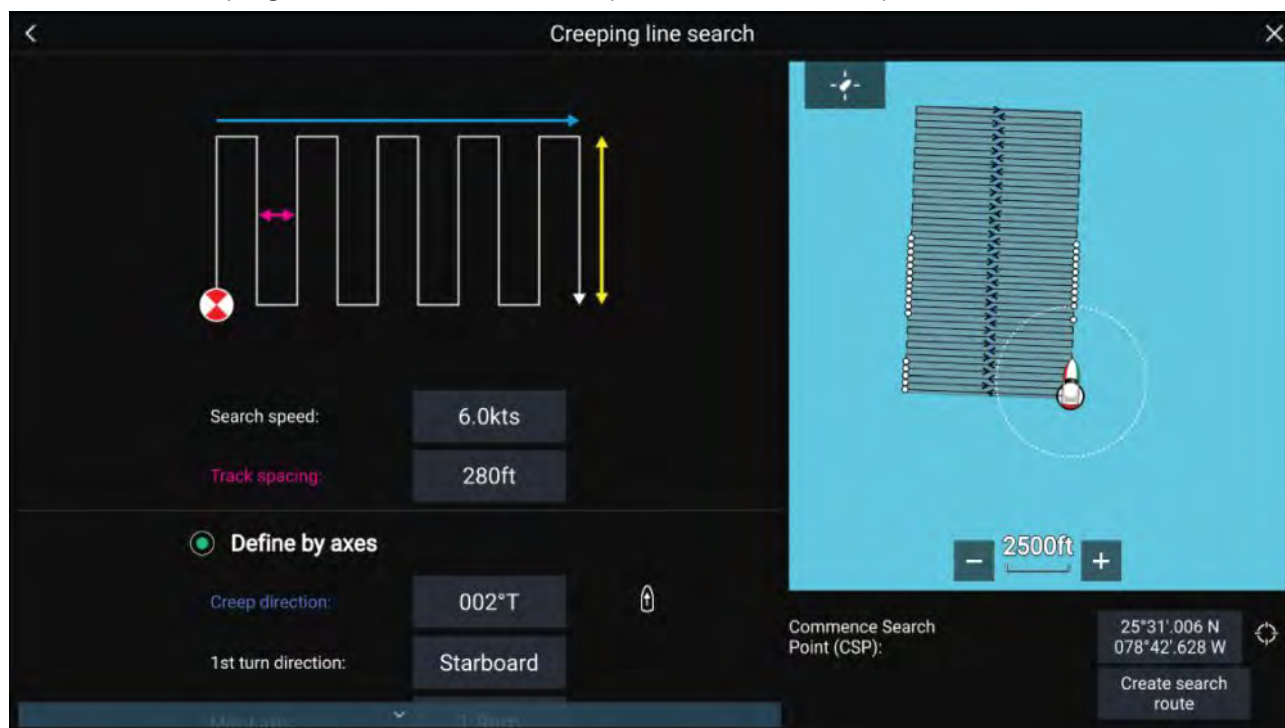 Creeping line search
Search speed:
6.0kts
Track spacing:
280ft
Define by axes
Creep direction:
002°T
1st turn direction:
Starboard
2500ft
Commence Search
Point (CSP):
25°31'.006 N
078°42'.628 W
Create search
route